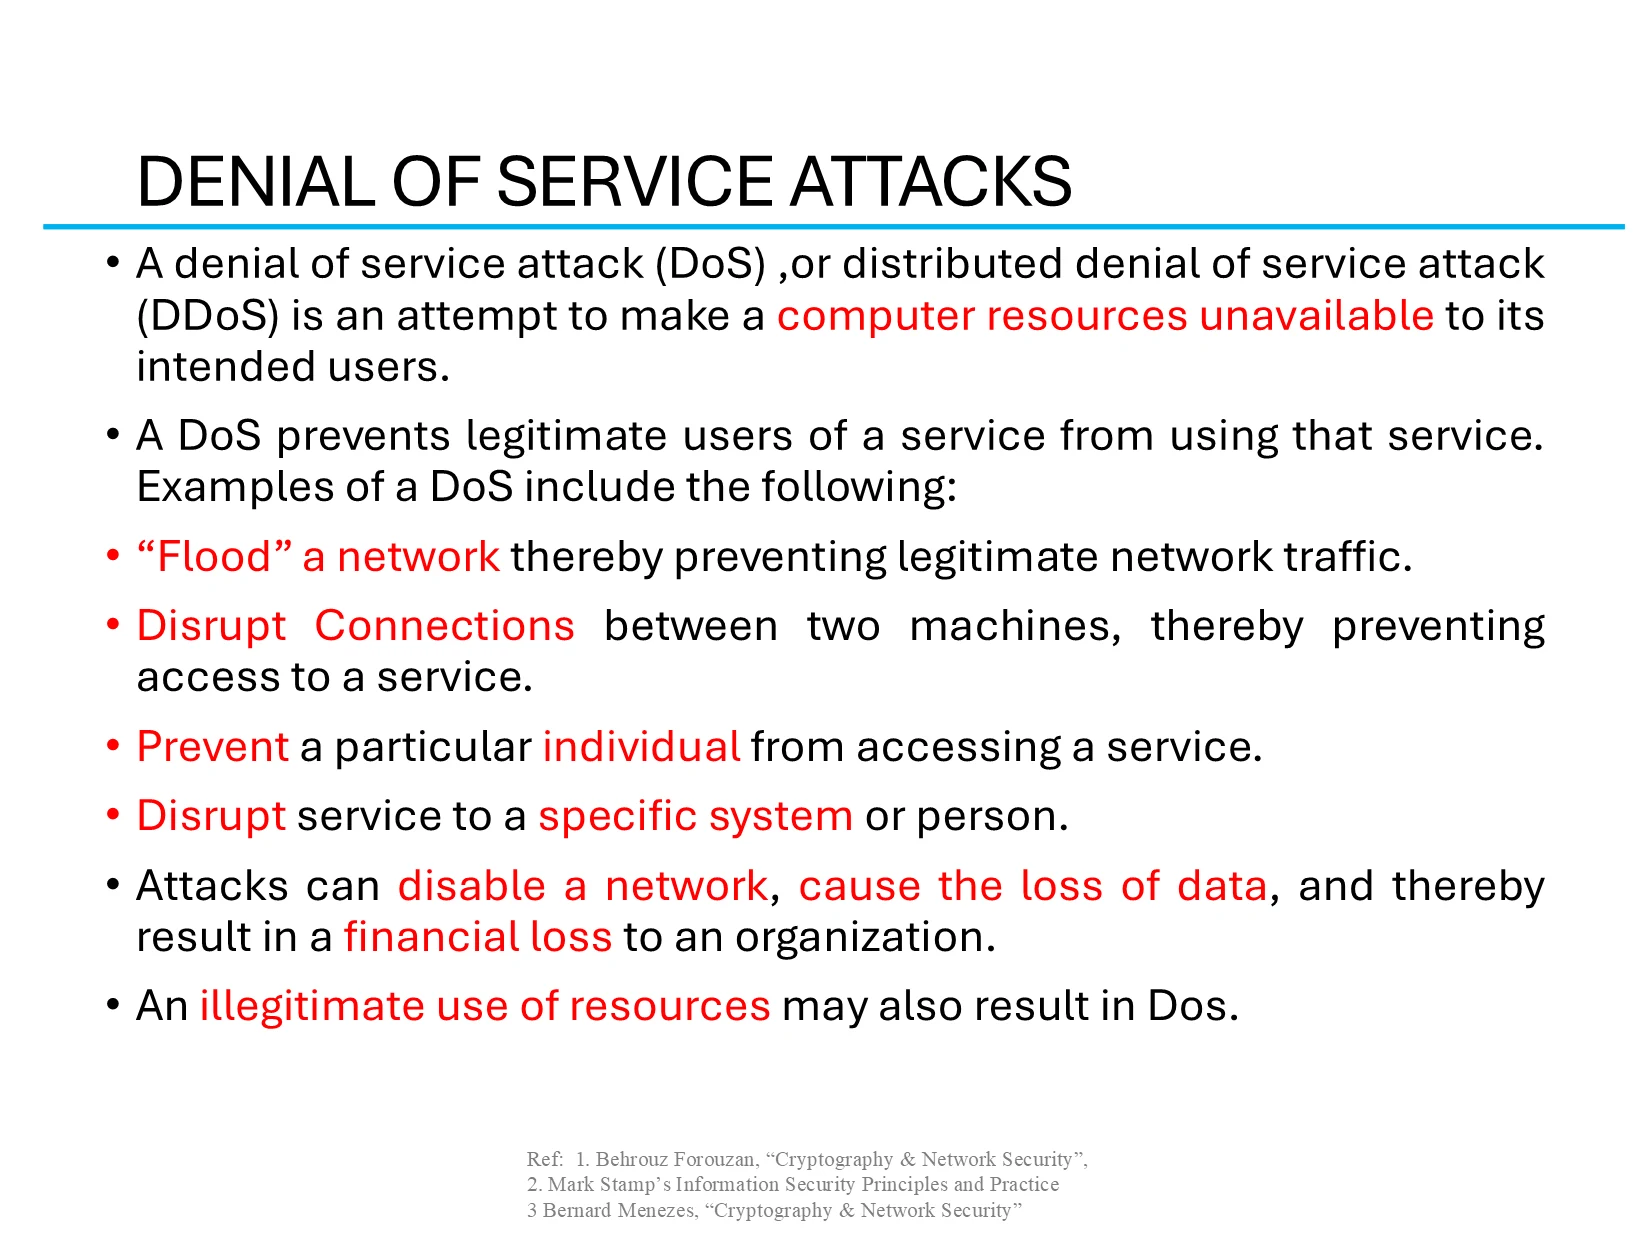 DENIAL OF SERVICE ATTACKS
• A denial of service attack (DoS) ,or distributed denial of service attack
(DDoS) is an attempt to make a computer resources unavailable to its
intended users.
• A DoS prevents legitimate users of a service from using that service.
Examples of a DoS include the following:
• “Flood” a network thereby preventing legitimate network traffic.
• Disrupt Connections between two machines, thereby preventing
access to a service.
• Prevent a particular individual from accessing a service.
• Disrupt service to a specific system or person.
• Attacks can disable a network, cause the loss of data, and thereby
result in a financial loss to an organization.
• An illegitimate use of resources may also result in Dos.
Ref: 1. Behrouz Forouzan, “Cryptography & Network Security”,
2. Mark Stamp’s Information Security Principles and Practice
3 Bernard Menezes, “Cryptography & Network Security”